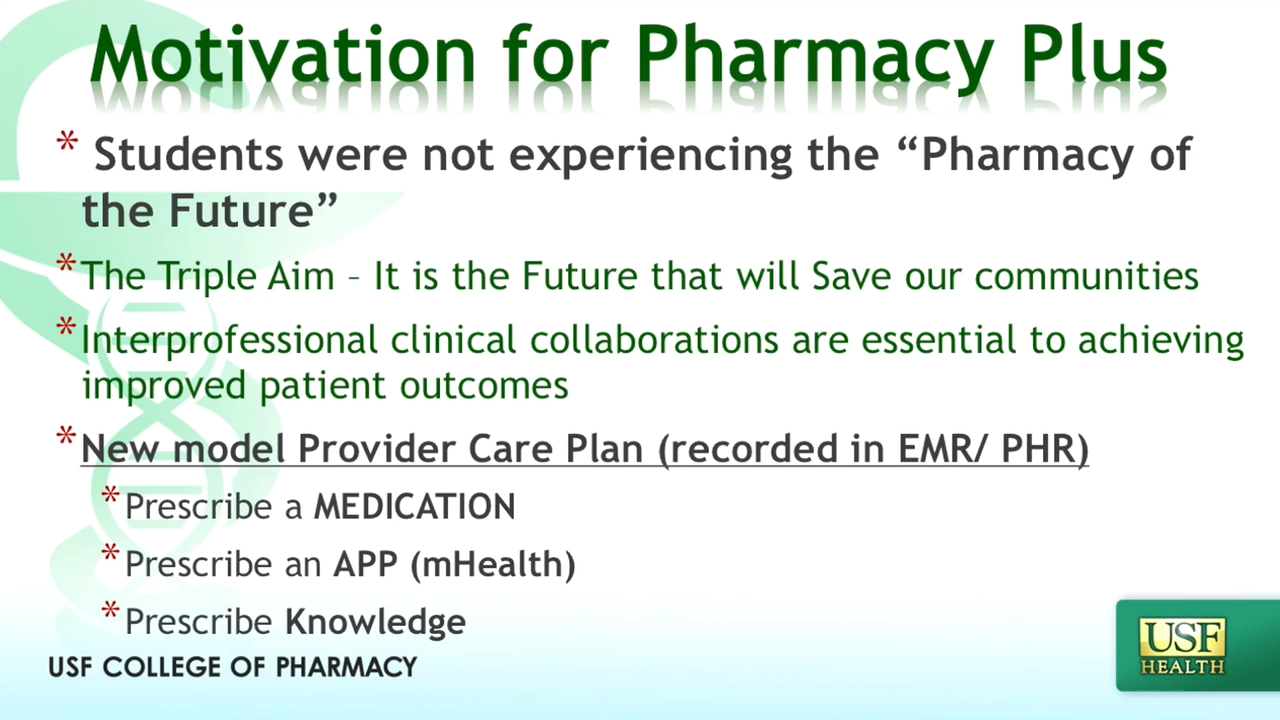 Motivation for Pharmacy Plus
* Students were not experiencing the “Pharmacy of
the Future”
* The Triple Aim – It is the Future that will Save our communities
* Interprofessional clinical collaborations are essential to achieving
improved patient outcomes
* New model Provider Care Plan (recorded in EMR/ PHR)
* Prescribe a MEDICATION
* Prescribe an APP (mHealth)
* Prescribe Knowledge
USF COLLEGE OF PHARMACY
USF
HEALTH